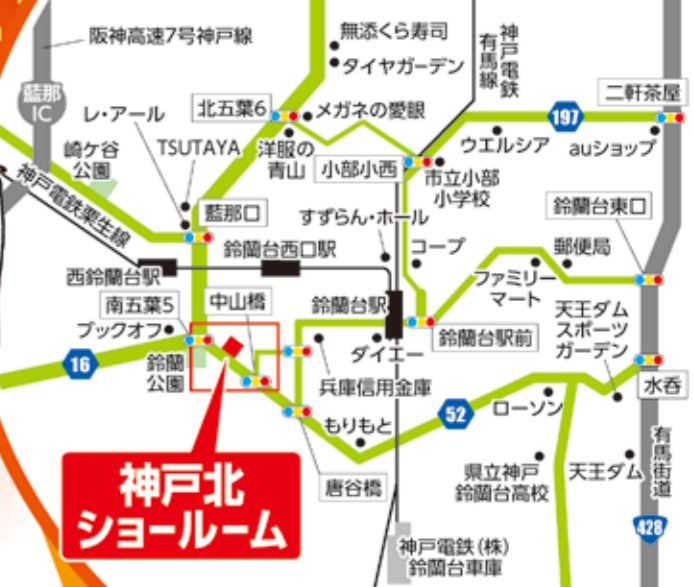 阪神高速7号神戸線
無添くら寿司
タイヤガーデン
神戸電鉄
有馬線
藍那
IC
レ・アール
北五葉6
メガネの愛眼
197
二軒茶屋
ウエルシア
auショップ
崎ケ谷
公園
TSUTAYA
洋服の
青山
小部小西
市立小部
小学校
神戸電鉄粟生線
藍那口
すずらん・ホール
鈴蘭台東口
鈴蘭台西口駅
コープ
郵便局
西鈴蘭台駅
ファミリー
マート
南五葉5
中山橋
鈴蘭台駅
天王ダム
スポーツ
ガーデン
ブックオフ
鈴蘭台駅前
ダイエー
16
鈴蘭
公園
兵庫信用金庫
水呑
ローソン
52
もりもと
有馬街道
県立神戸
鈴蘭台高校
天王ダム
唐谷橋
神戸北
ショールーム
428
神戸電鉄(株)
鈴蘭台車庫